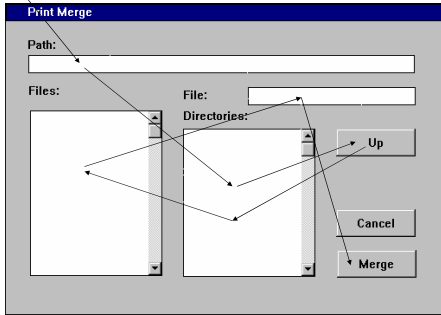 Print Merge
Path:
Files:
File:
Directories:
Up
Cancel
Merge